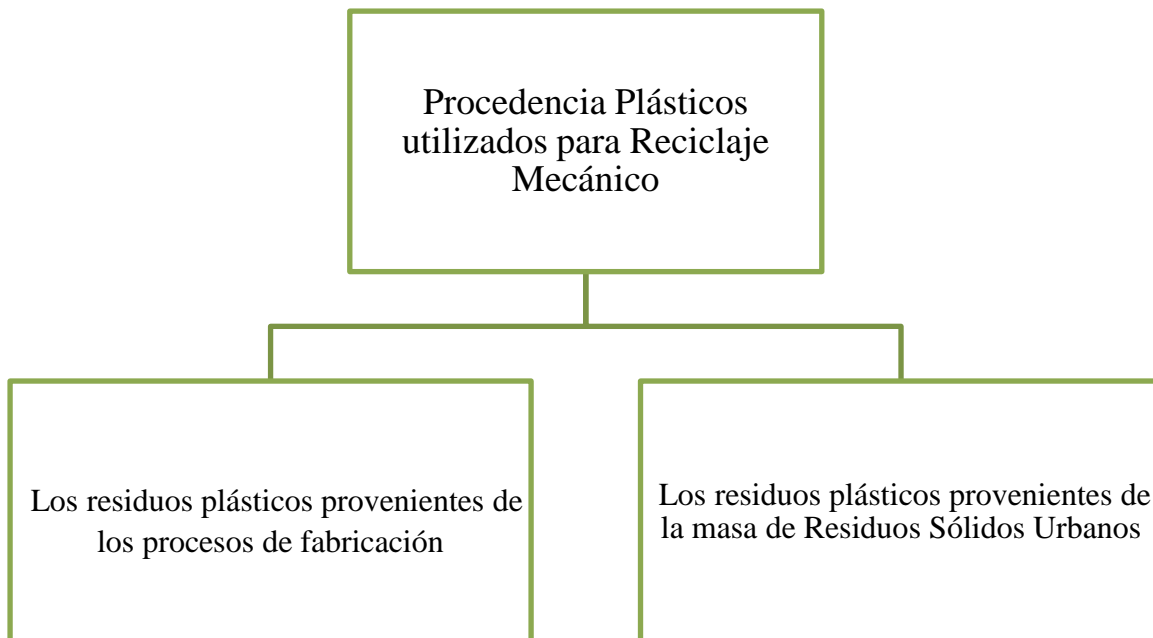 Procedencia Plásticos
utilizados para Reciclaje
Mecánico
Los residuos plásticos provenientes de
los procesos de fabricación
Los residuos plásticos provenientes de
la masa de Residuos Sólidos Urbanos